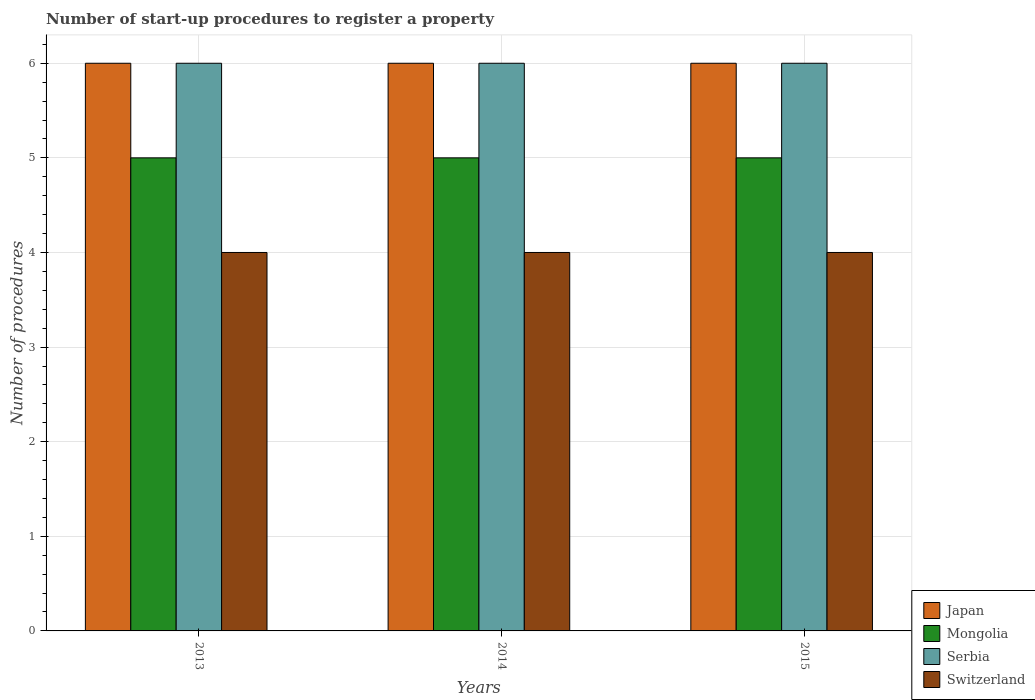 Number of start-up procedures to register a property
Number of procedures
6
5
4
3
2
1
0
2013
2014
2015
Years
Japan
Mongolia
Serbia
Switzerland